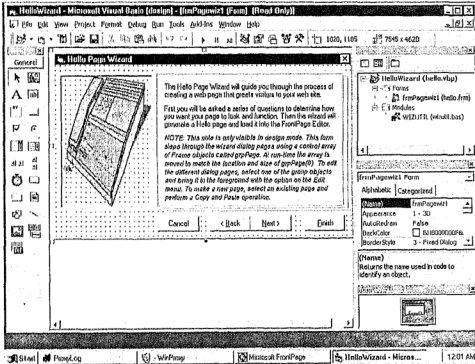 HelloWizard - Microsoft Visual Basic [design] - [frmPagewiz1 (Form) [Read Only]]
File Edit View Project Format Debug Run Tools Add-Ins Window Help
1020, 1185
7545 x 4620
General
Hello Page Wizard
The Hello Page Wizard will guide you through the process of
creating a web page that greets visitors to your web site.
First you will be asked a series of questions to determine how
you want your page to look and function. Then the wizard will
generate a Hello page and load it into the FrontPage Editor.
NOTE: This note is only visible in design mode. This form
steps through the wizard dialog pages using a control array
of Frame objects called grpPage. At run-time the array is
moved to match the location and size of grpPage(0). To edit
the different dialog pages, select one of the group objects
and bring it to the foreground with the option on the Edit
menu. To make a new page, select an existing page and
perform a Copy and Paste operation.
Cancel
< Back
Next >
Finish
HelloWizard (hello.vbp)
Forms
frmPagewiz1 (hello.frm)
Modules
WIZUTIL (wizutil.bas)
frmPagewiz1 Form
Alphabetic Categorized
(Name) frmPagewiz1
Appearance 1 - 3D
AutoRedraw False
BackColor
BorderStyle 3 - Fixed Dialog
(Name)
Returns the name used in code to
identify an object.
Start
ProxyLog
- WinProxy
Microsoft FrontPage
HelloWizard - Micros...
12:01 AM